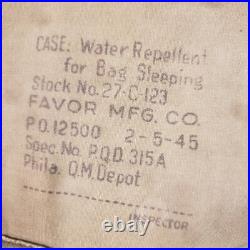 CASE: Water Repellent
for Bag Sleeping
Stock No. 27-C-123
FAVOR MFG. CO.
P.O. 12500 2-5-45
Spec. No. P.Q.D. 315A
Phila. Q.M. Depot
INSPECTOR